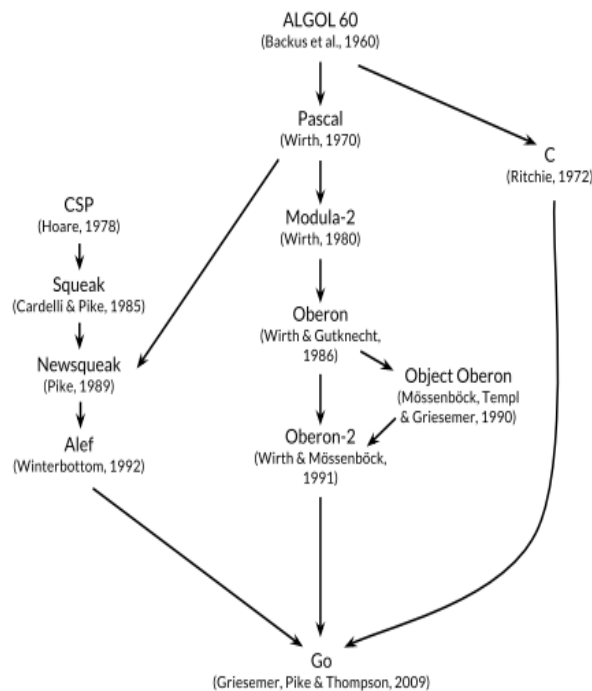 ALGOL 60
(Backus et al., 1960)
Pascal
(Wirth, 1970)
C
(Ritchie, 1972)
CSP
(Hoare, 1978)
Modula-2
(Wirth, 1980)
Squeak
(Cardelli & Pike, 1985)
Oberon
(Wirth & Gutknecht,
1986)
Newsqueak
(Pike, 1989)
Object Oberon
(Mössenböck, Templ
& Griesemer, 1990)
Oberon-2
(Wirth & Mössenböck,
1991)
Alef
(Winterbottom, 1992)
Go
(Griesemer, Pike & Thompson, 2009)